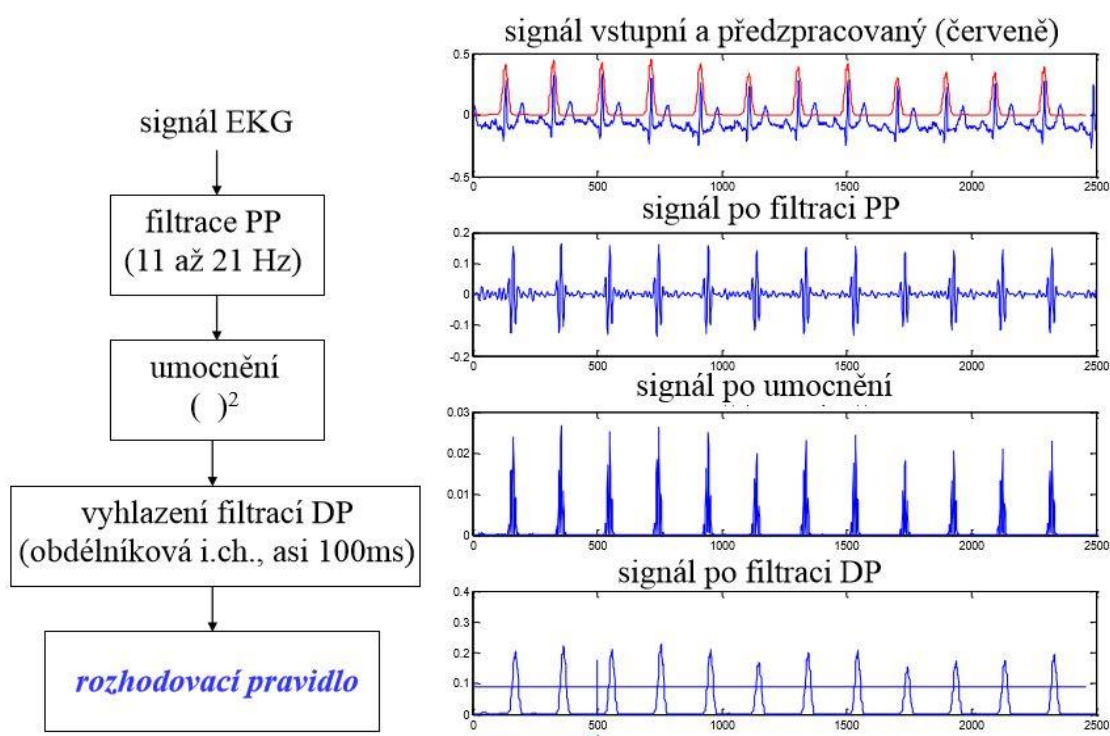 signál EKG
filtrace PP
(11 až 21 Hz)
umocnění
( )²
vyhlazení filtrací DP
(obdélníková i.ch., asi 100ms)
rozhodovací pravidlo
signál vstupní a předzpracovaný (červeně)
0.5
0
-0.5
0 500 1000 1500 2000 2500
signál po filtraci PP
0.2
0.1
0
-0.1
-0.2
0 500 1000 1500 2000 2500
signál po umocnění
0.03
0.02
0.01
0
0 500 1000 1500 2000 2500
signál po filtraci DP
0.4
0.3
0.2
0.1
0
0 500 1000 1500 2000 2500